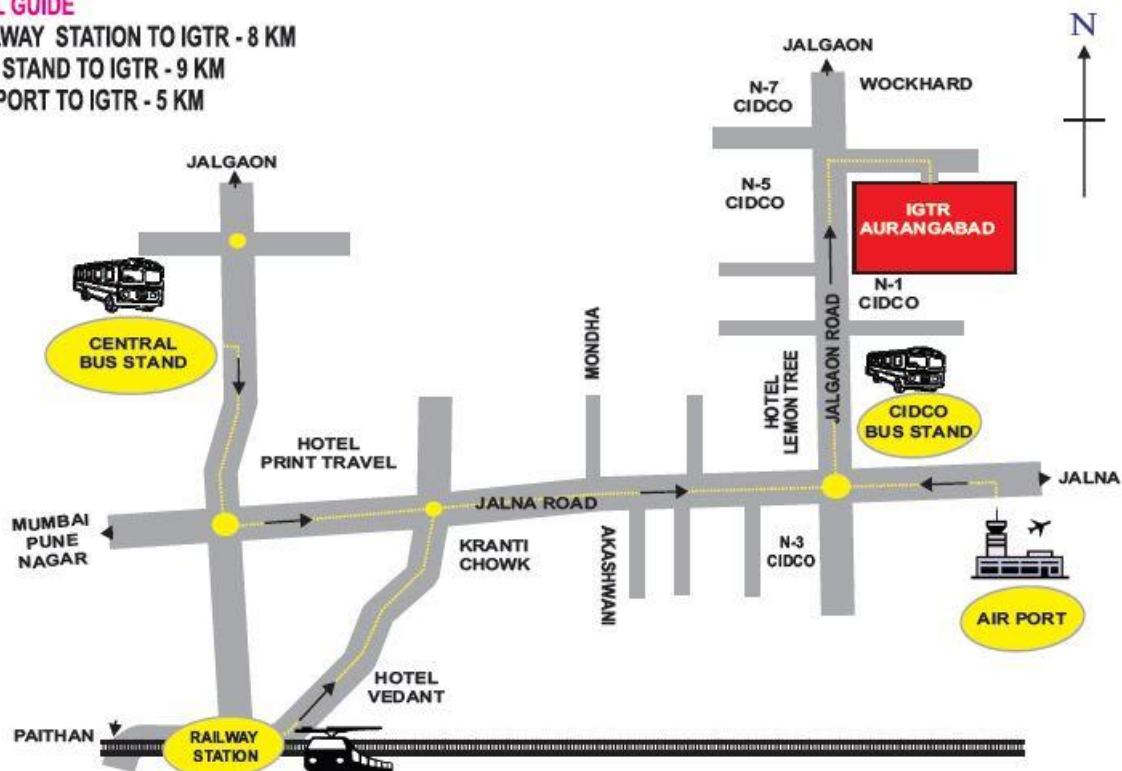 L GUIDE
LWAY STATION TO IGTR - 8 KM
STAND TO IGTR - 9 KM
PORT TO IGTR - 5 KM
N
JALGAON
WOCKHARD
N-7
CIDCO
JALGAON
N-5
CIDCO
IGTR
AURANGABAD
N-1
CIDCO
CENTRAL
BUS STAND
MONDHA
HOTEL
LEMON TREE
JALGAON ROAD
CIDCO
BUS STAND
HOTEL
PRINT TRAVEL
JALNA ROAD
JALNA
MUMBAI
PUNE
NAGAR
KRANTI
CHOWK
AKASHWANI
N-3
CIDCO
AIR PORT
HOTEL
VEDANT
PAITHAN
RAILWAY
STATION